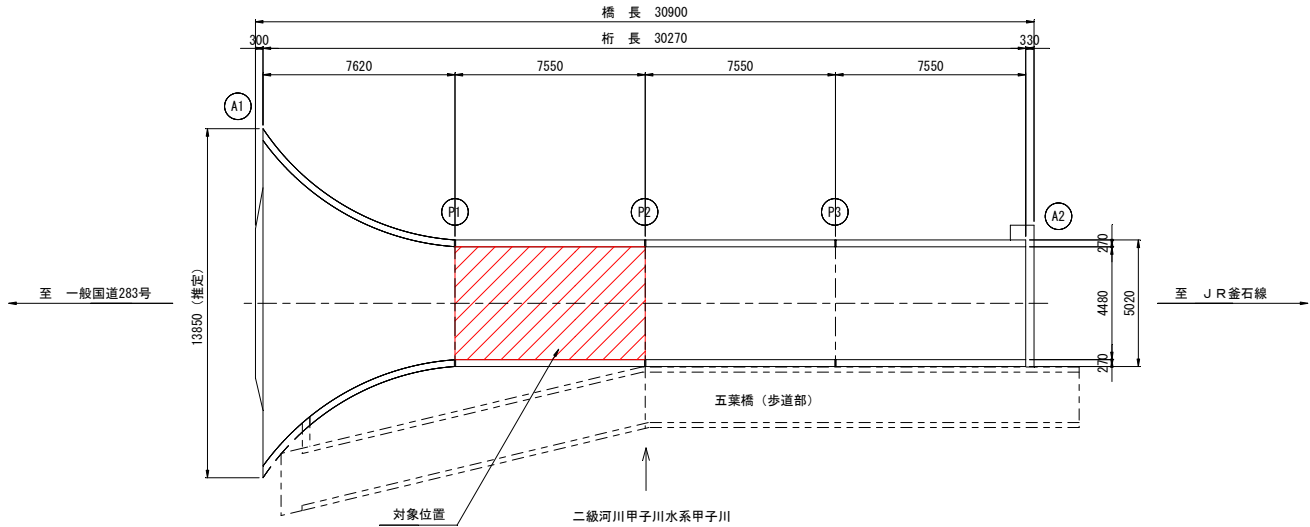 橋 長 30900
300
桁 長 30270
330
7620
7550
7550
7550
A1
P1
P2
P3
A2
13850 (推定)
270
4480
270
5020
至 一般国道283号
至 JR釜石線
五葉橋（歩道部）
対象位置
二級河川甲子川水系甲子川